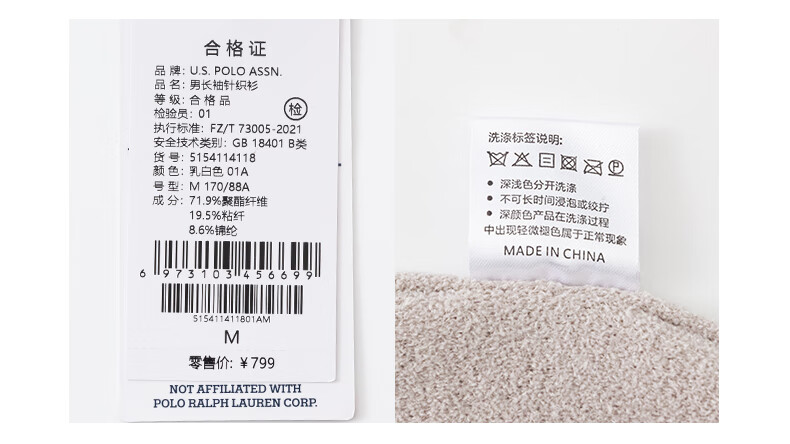 合格证
品 牌: U.S. POLO ASSN.
品 名: 男长袖针织衫
等 级: 合格品
检验员: 01
检
执行标准: FZ/T 73005-2021
安全技术类别: GB 18401 B类
货 号: 5154114118
颜 色: 乳白色 01A
号 型: M 170/88A
成 分: 71.9%聚酯纤维
19.5%粘纤
8.6%锦纶
6 973103 456699
515411411801AM
M
零售价: ￥799
NOT AFFILIATED WITH
POLO RALPH LAUREN CORP.
洗涤标签说明:
P
深浅色分开洗涤
不可长时间浸泡或绞拧
深颜色产品在洗涤过程
中出现轻微褪色属于正常现象
MADE IN CHINA